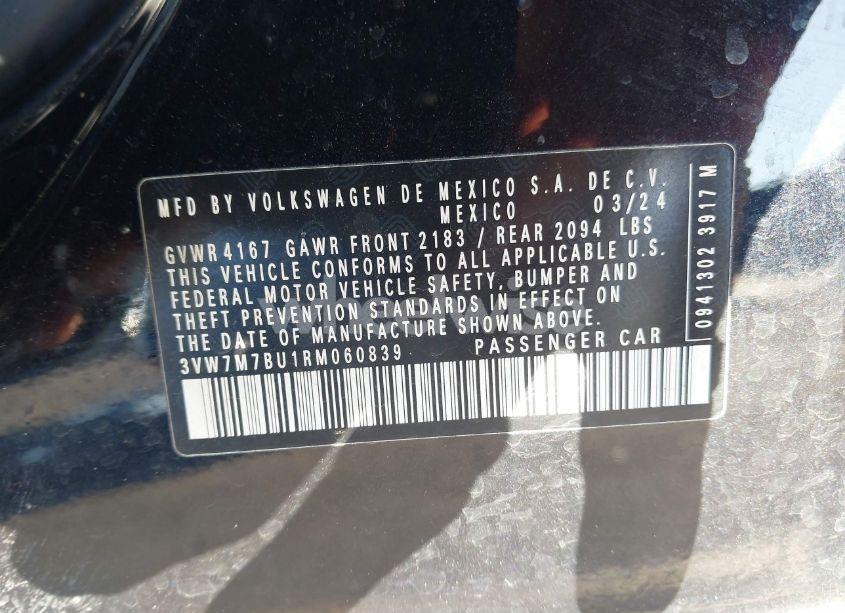 MFD BY VOLKSWAGEN DE MEXICO S.A. DE C.V.
MEXICO 03/24
GVWR 4167 GAWR FRONT 2183 / REAR 2094 LBS
THIS VEHICLE CONFORMS TO ALL APPLICABLE U.S.
FEDERAL MOTOR VEHICLE SAFETY, BUMPER AND
THEFT PREVENTION STANDARDS IN EFFECT ON
THE DATE OF MANUFACTURE SHOWN ABOVE.
3VW7M7BU1RM060839 PASSENGER CAR
0941302 3917 M